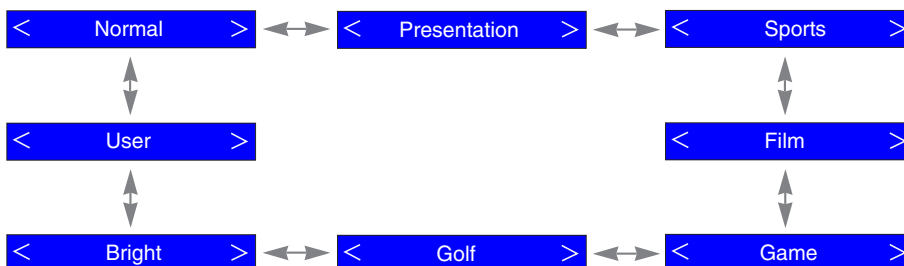 < Normal >
< Presentation >
< Sports >
< User >
< Film >
< Bright >
< Golf >
< Game >